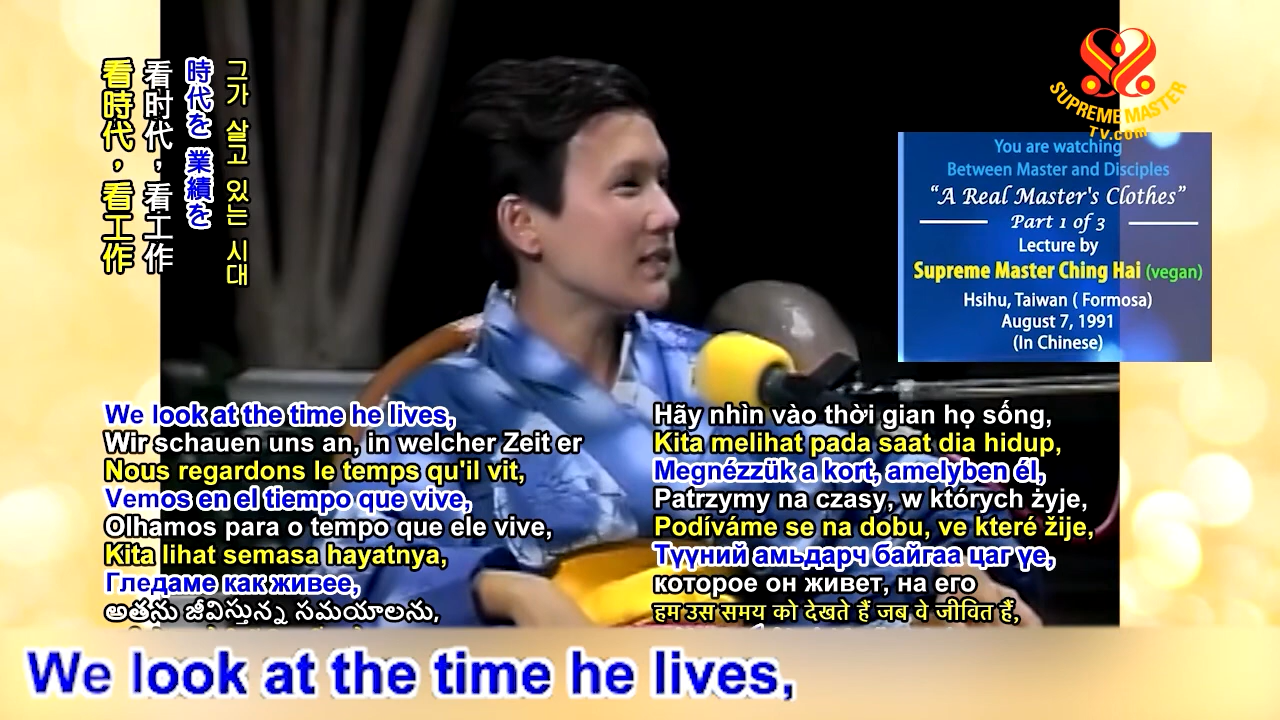 SUPREME MASTER
TV.com
You are watching
Between Master and Disciples
“A Real Master's Clothes”
Part 1 of 3
Lecture by
Supreme Master Ching Hai (vegan)
Hsihu, Taiwan ( Formosa)
August 7, 1991
(In Chinese)
그가 살고 있는 시대
時代を 業績を
看时代，看工作
看時代，看工作
We look at the time he lives,
Wir schauen uns an, in welcher Zeit er
Nous regardons le temps qu'il vit,
Vemos en el tiempo que vive,
Olhamos para o tempo que ele vive,
Kita lihat semasa hayatnya,
Гледаме как живее,
అతను జీవిస్తున్న సమయాలను,
Hãy nhìn vào thời gian họ sống,
Kita melihat pada saat dia hidup,
Megnézzük a kort, amelyben él,
Patrzymy na czasy, w których żyje,
Podíváme se na dobu, ve které žije,
Түүний амьдарч байгаа цаг үе,
которое он живет, на его
हम उस समय को देखते हैं जब वे जीवित हैं,
We look at the time he lives,